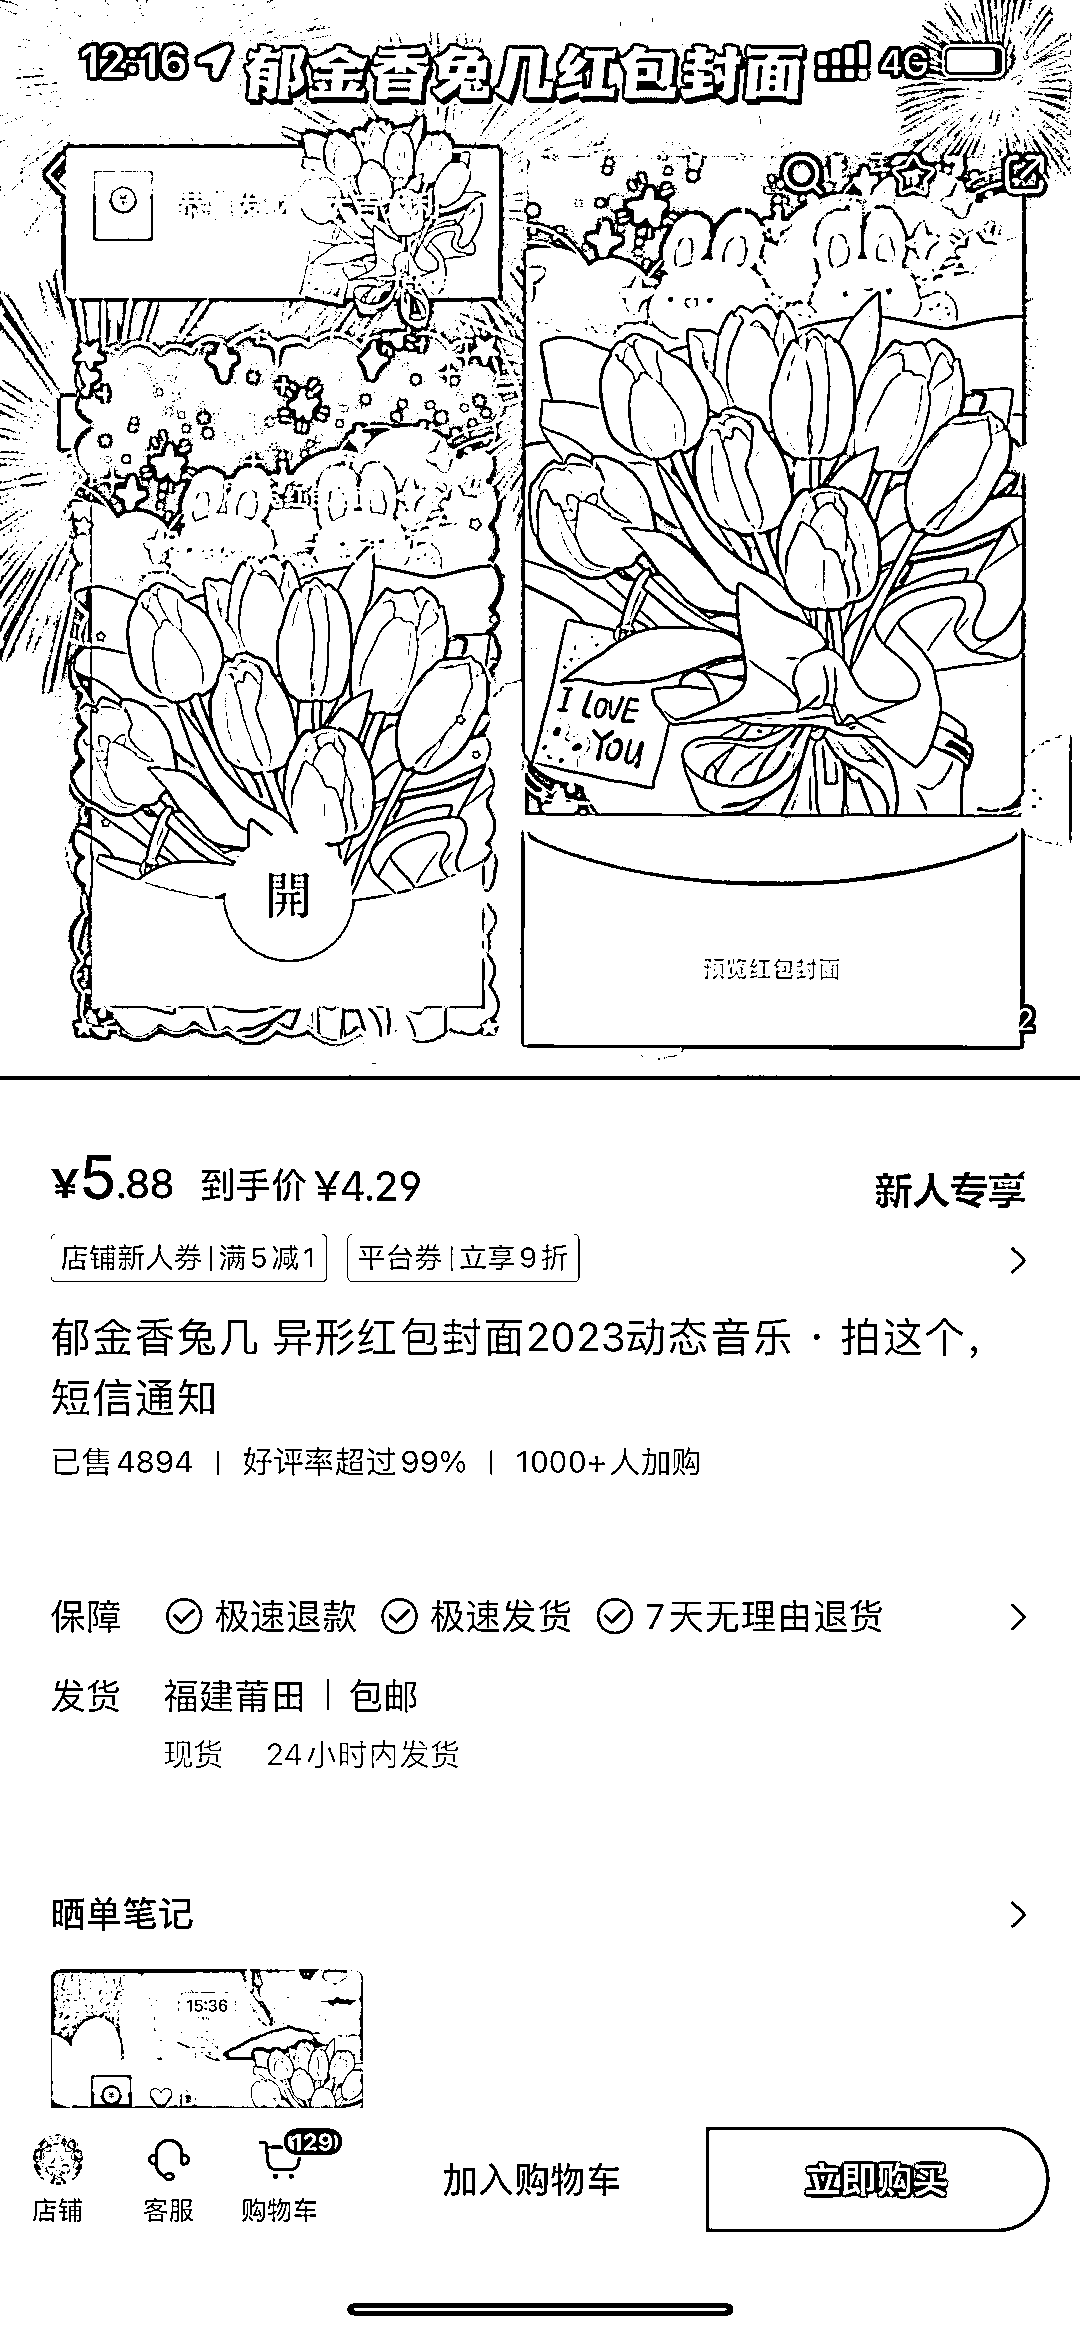 12:16
4G
郁金香兔几红包封面
I LOVE
YOU
開
预览红包封面
2
¥5.88 到手价 ¥4.29
新人专享
店铺新人券|满5减1 平台券|立享9折
郁金香兔几 异形红包封面2023动态音乐·拍这个,
短信通知
已售4894 | 好评率超过99% | 1000+人加购
保障 极速退款 极速发货 7天无理由退货
发货 福建莆田 | 包邮
现货 24小时内发货
晒单笔记
15:36
129
店铺 客服 购物车 加入购物车 立即购买